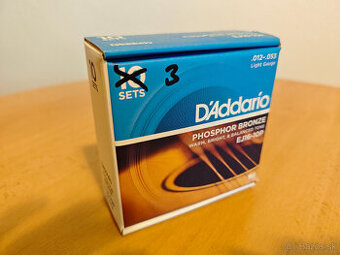 10 3
SETS
.012-.053
Light Gauge
D'Addario
PHOSPHOR BRONZE
WARM, BRIGHT & BALANCED TONE
EJ16-10P